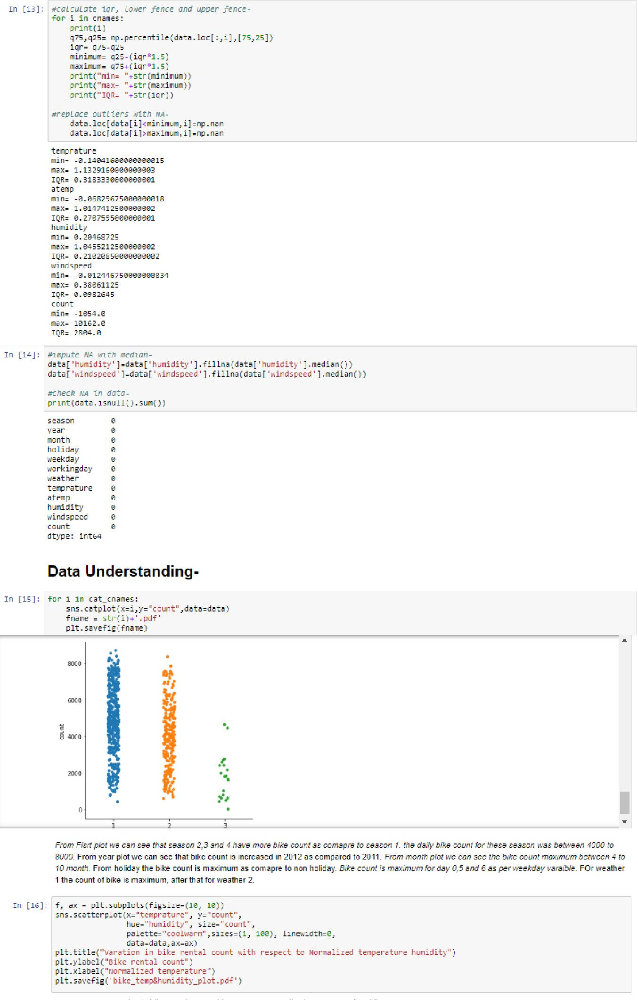 In [13]: #calculate iqr, lower fence and upper fence-
for i in cnames:
    print(i)
    q75,q25= np.percentile(data.loc[:,i],[75,25])
    iqr= q75-q25
    minimum= q25-(iqr*1.5)
    maximum= q75+(iqr*1.5)
    print("min= "+str(minimum))
    print("max= "+str(maximum))
    print("IQR= "+str(iqr))
#replace outliers with NA-
    data.loc[data[i]<minimum,i]=np.nan
    data.loc[data[i]>maximum,i]=np.nan
temprature
min= -0.14041600000000015
max= 1.1329160000000003
IQR= 0.3183330000000001
atemp
min= -0.06829675000000018
max= 1.0147412500000002
IQR= 0.2707595000000001
humidity
min= 0.20468725
max= 1.0455212500000002
IQR= 0.21020850000000002
windspeed
min= -0.012446750000000034
max= 0.38061125
IQR= 0.0982645
count
min= -1054.0
max= 10162.0
IQR= 2804.0
In [14]: #impute NA with median-
data['humidity']=data['humidity'].fillna(data['humidity'].median())
data['windspeed']=data['windspeed'].fillna(data['windspeed'].median())
#check NA in data-
print(data.isnull().sum())
season 0
year 0
month 0
holiday 0
weekday 0
workingday 0
weather 0
temprature 0
atemp 0
humidity 0
windspeed 0
count 0
dtype: int64
Data Understanding-
In [15]: for i in cat_cnames:
    sns.catplot(x=i,y="count",data=data)
    fname = str(i)+'.pdf'
    plt.savefig(fname)
8000
6000
count
4000
2000
0
1 2 3
From Fisrt plot we can see that season 2,3 and 4 have more bike count as comapre to season 1. the daily bike count for these season was between 4000 to
8000. From year plot we can see that bike count is increased in 2012 as compared to 2011. From month plot we can see the bike count maximum between 4 to
10 month. From holiday the bike count is maximum as comapre to non holiday. Bike count is maximum for day 0,5 and 6 as per weekday varaible. FOr weather
1 the count of bike is maximum, after that for weather 2.
In [16]: f, ax = plt.subplots(figsize=(10, 10))
sns.scatterplot(x="temprature", y="count",
                hue="humidity", size="count",
                palette="coolwarm",sizes=(1, 100), linewidth=0,
                data=data,ax=ax)
plt.title("Varation in bike rental count with respect to Normalized temperature humidity")
plt.ylabel("Bike rental count")
plt.xlabel("Normalized temperature")
plt.savefig('bike_temp&humidity_plot.pdf')